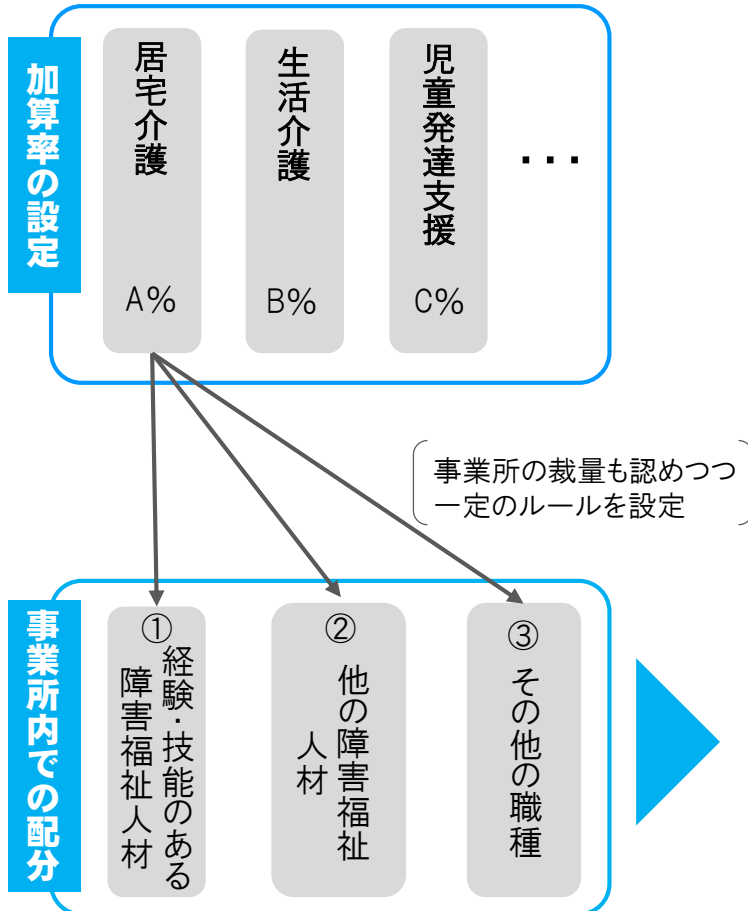 加算率の設定
居宅介護
A%
生活介護
B%
児童発達支援
C%
・・・
事業所の裁量も認めつつ
一定のルールを設定
事業所内での配分
①
経験・技能のある
障害福祉人材
②
他の障害福祉
人材
③
その他の職種